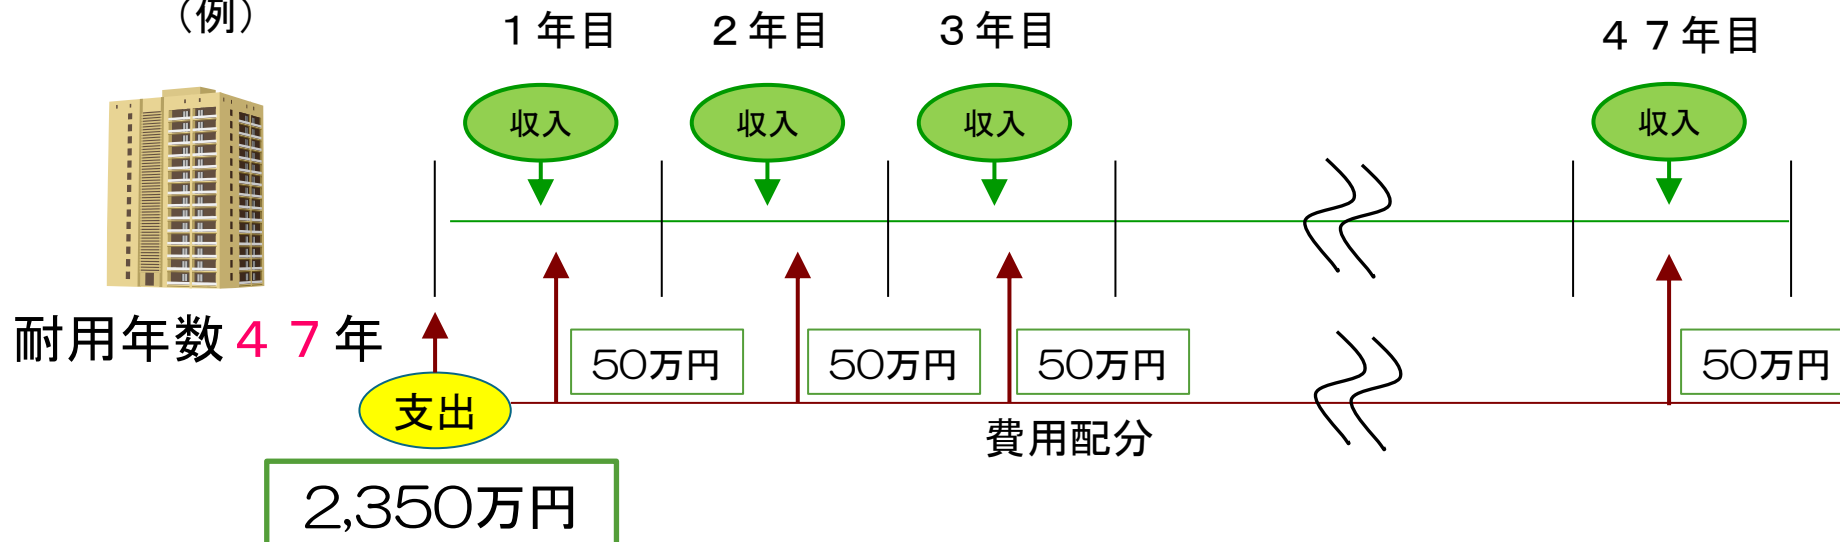 （例）
１年目
２年目
３年目
４７年目
収入
収入
収入
収入
耐用年数４７年
50万円
50万円
50万円
50万円
支出
費用配分
2,350万円